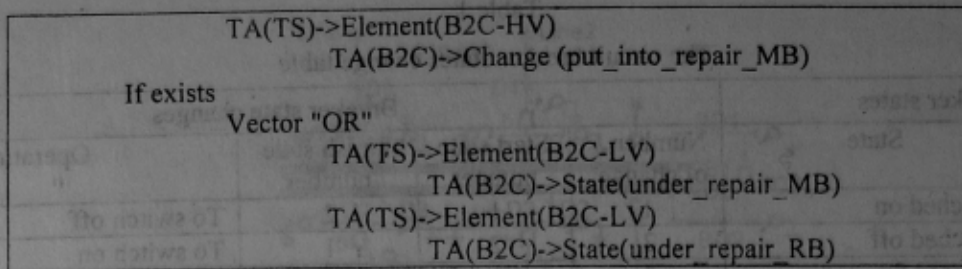 TA(TS)->Element(B2C-HV)
TA(B2C)->Change (put_into_repair_MB)
If exists
Vector "OR"
TA(TS)->Element(B2C-LV)
TA(B2C)->State(under_repair_MB)
TA(TS)->Element(B2C-LV)
TA(B2C)->State(under_repair_RB)